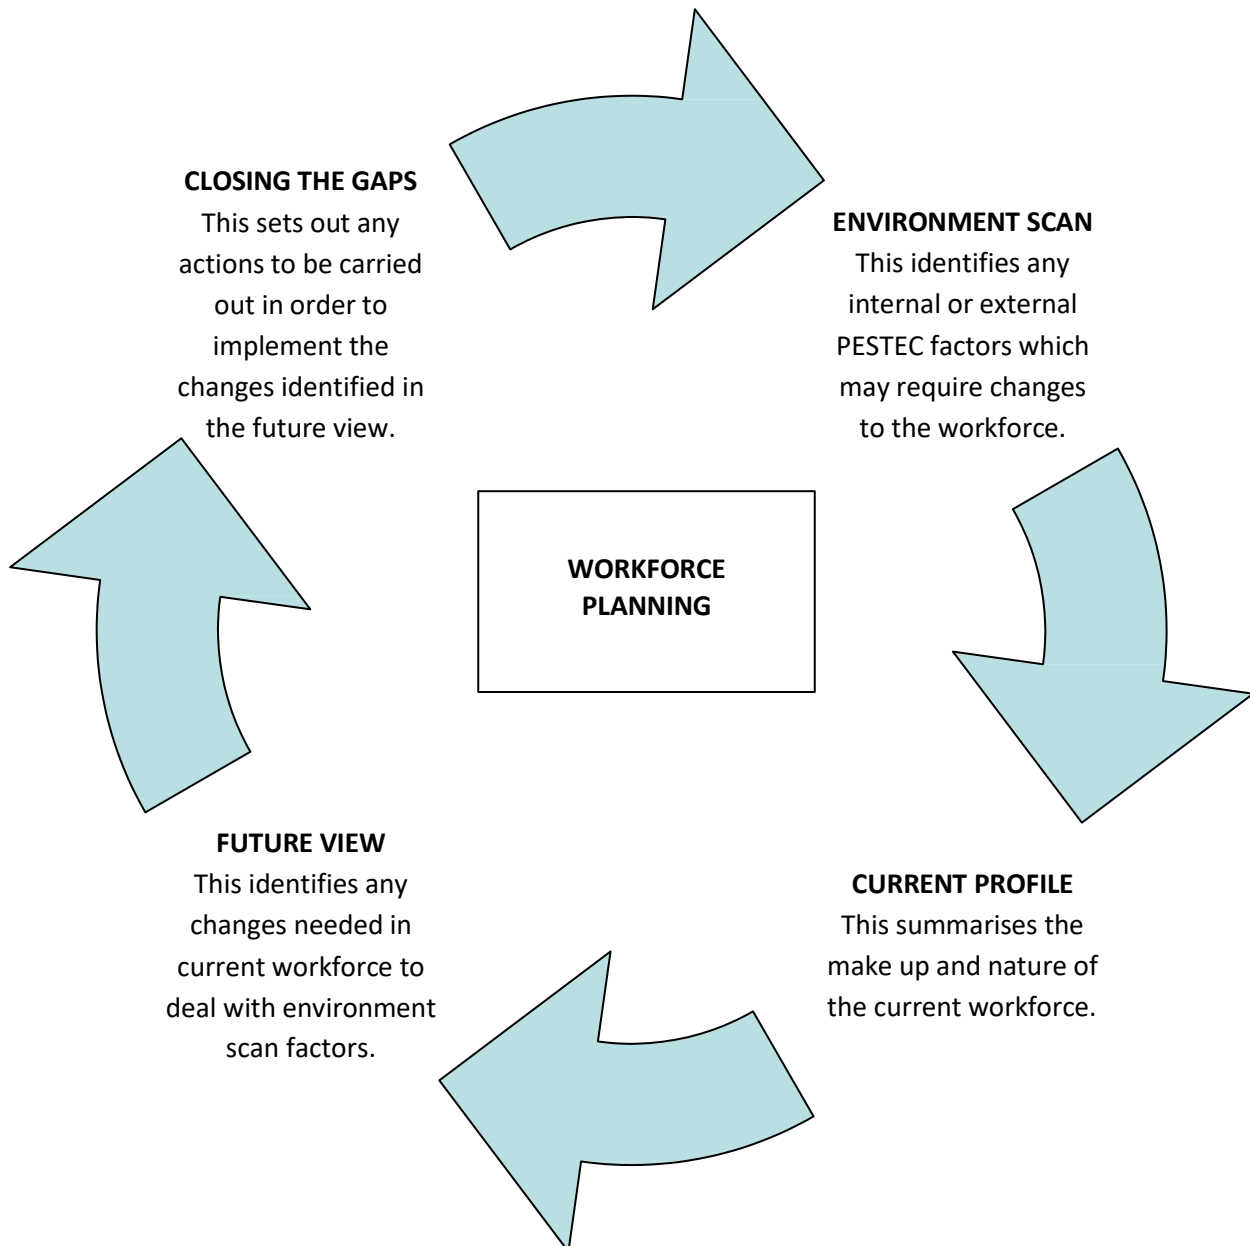 CLOSING THE GAPS
This sets out any
actions to be carried
out in order to
implement the
changes identified in
the future view.
ENVIRONMENT SCAN
This identifies any
internal or external
PESTEC factors which
may require changes
to the workforce.
WORKFORCE
PLANNING
FUTURE VIEW
This identifies any
changes needed in
current workforce to
deal with environment
scan factors.
CURRENT PROFILE
This summarises the
make up and nature of
the current workforce.